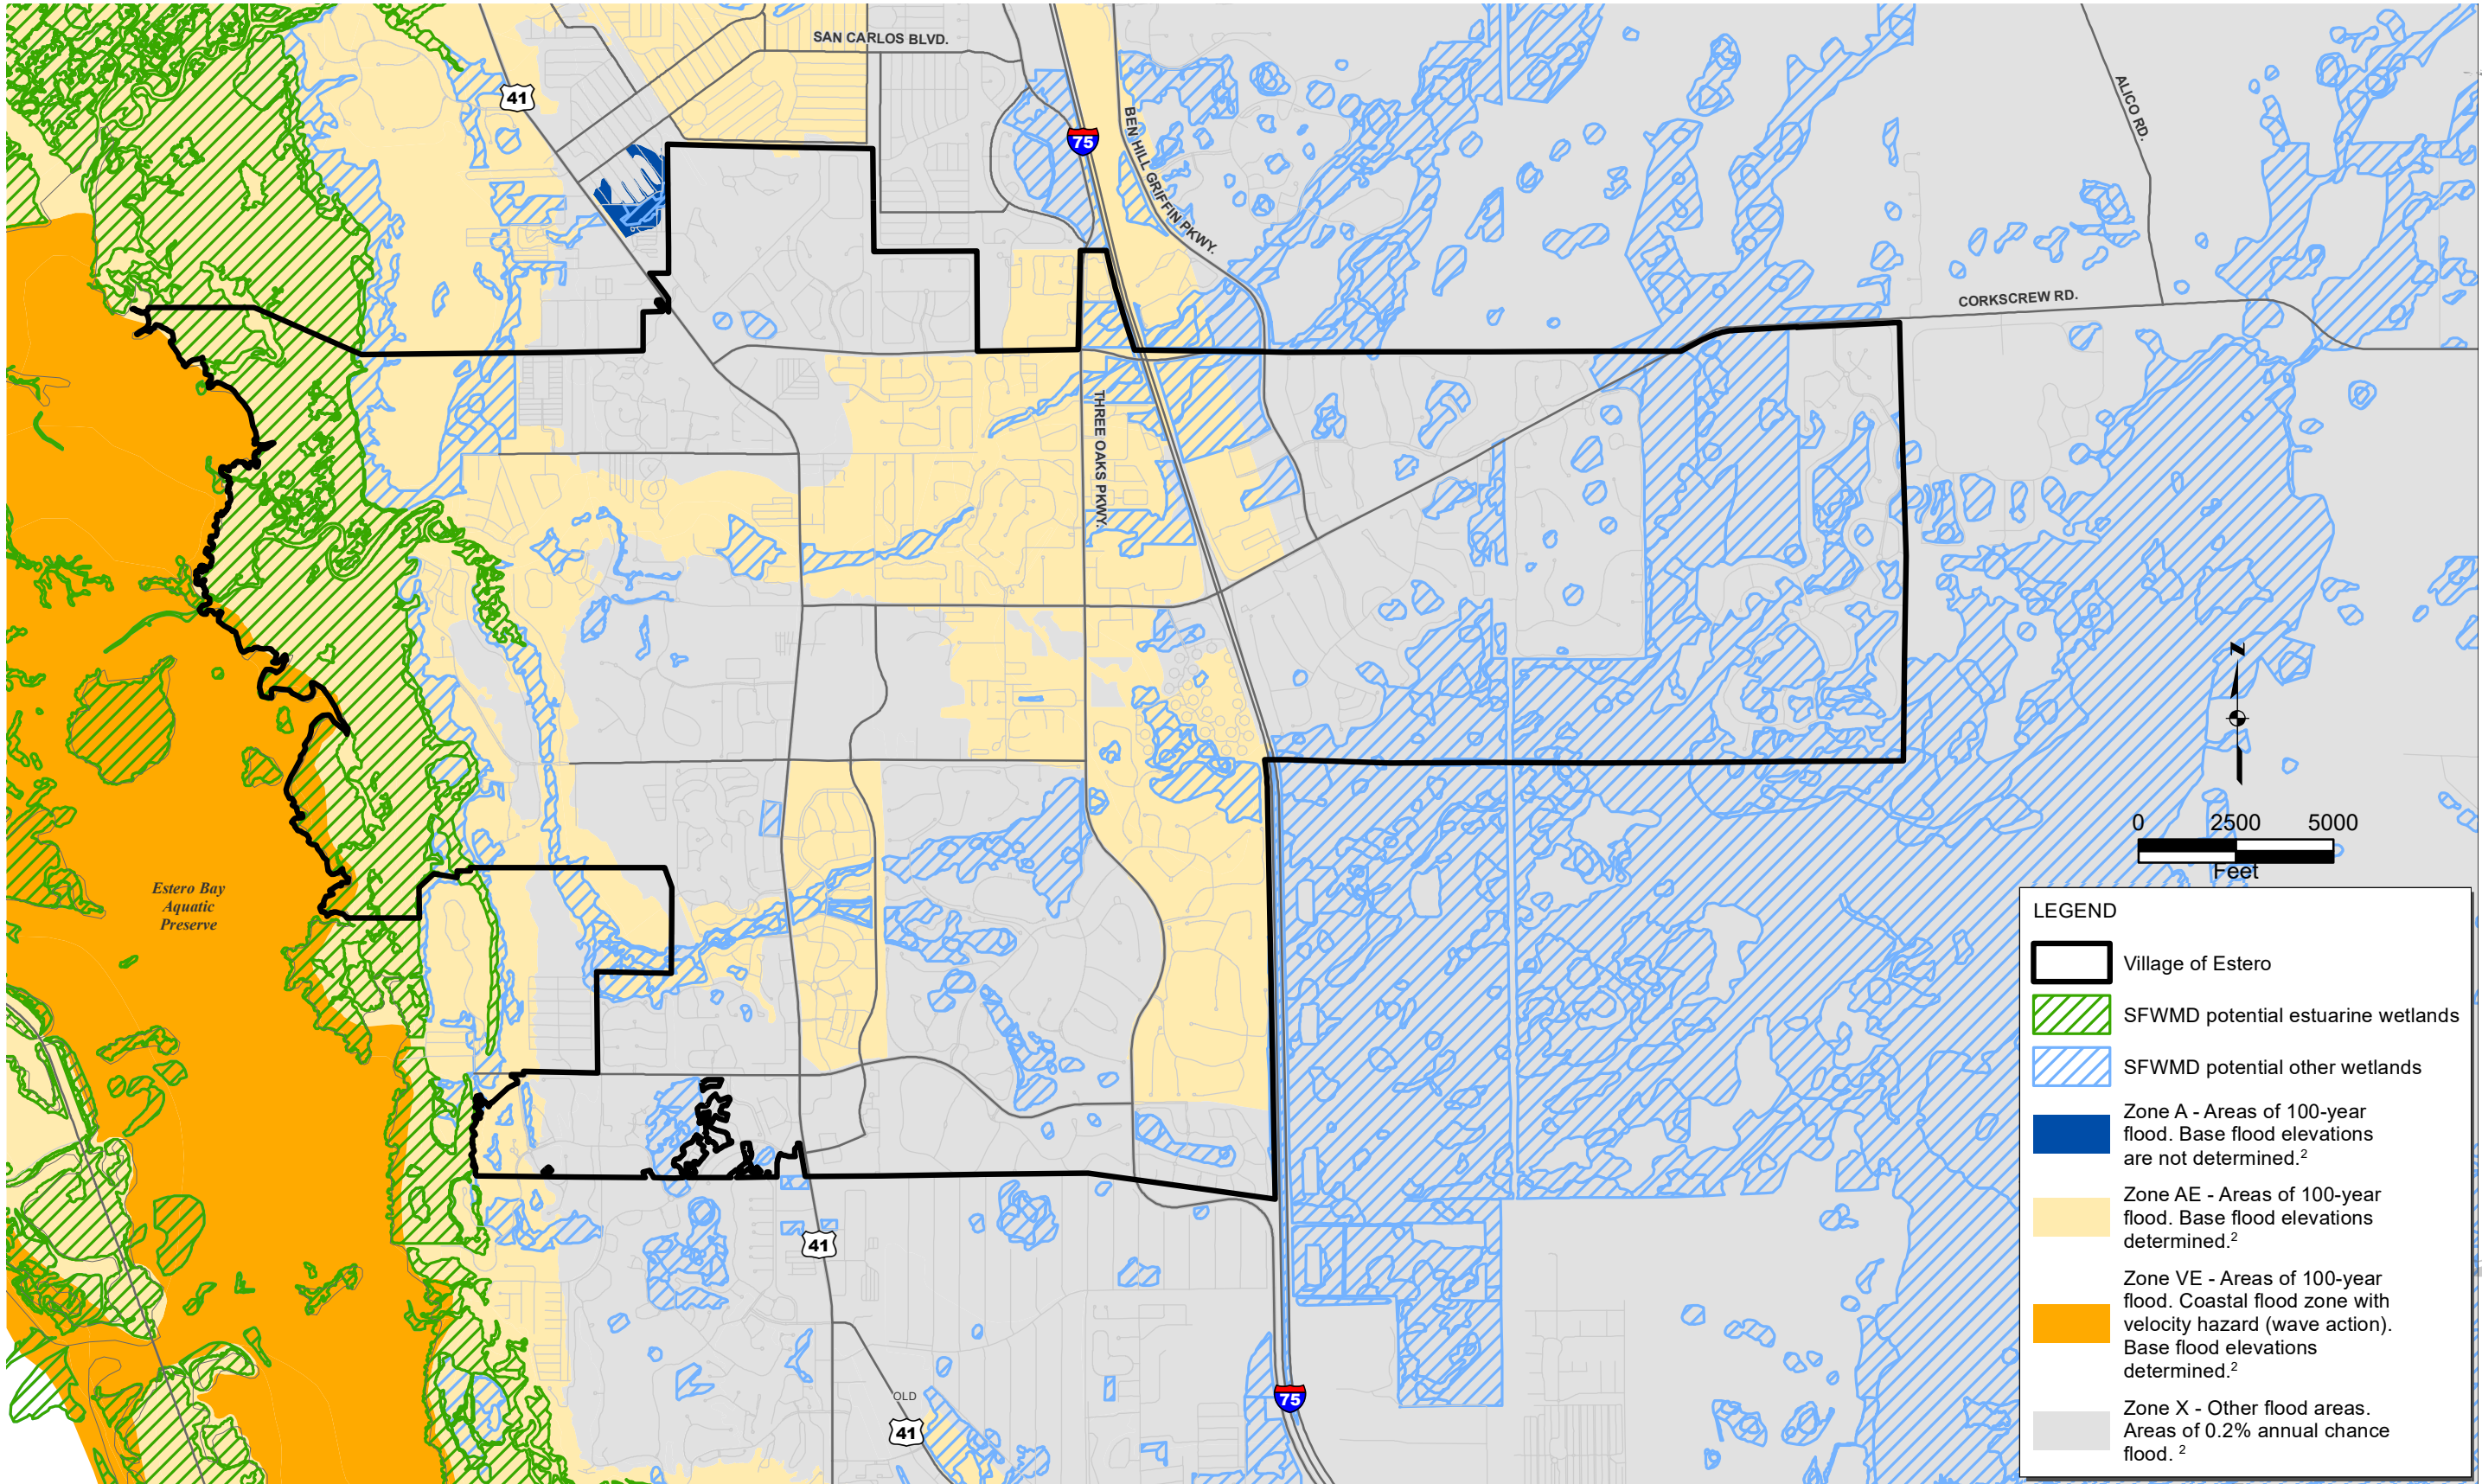 SAN CARLOS BLVD.
41
75
BEN HILL GRIFFIN PKWY.
ALICO RD.
CORKSCREW RD.
THREE OAKS PKWY.
N
0 2500 5000
Feet
Estero Bay
Aquatic
Preserve
41
75
OLD
41
LEGEND
Village of Estero
SFWMD potential estuarine wetlands
SFWMD potential other wetlands
Zone A - Areas of 100-year
flood. Base flood elevations
are not determined.²
Zone AE - Areas of 100-year
flood. Base flood elevations
determined.²
Zone VE - Areas of 100-year
flood. Coastal flood zone with
velocity hazard (wave action).
Base flood elevations
determined.²
Zone X - Other flood areas.
Areas of 0.2% annual chance
flood. ²